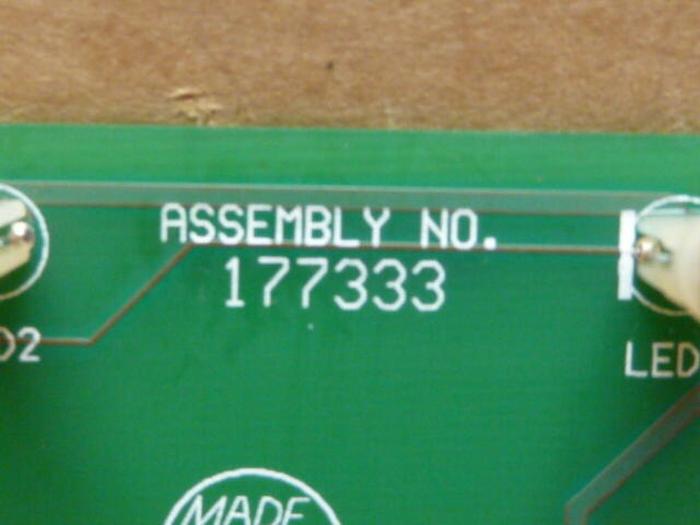 ASSEMBLY NO.
177333
D2
LED
MADE